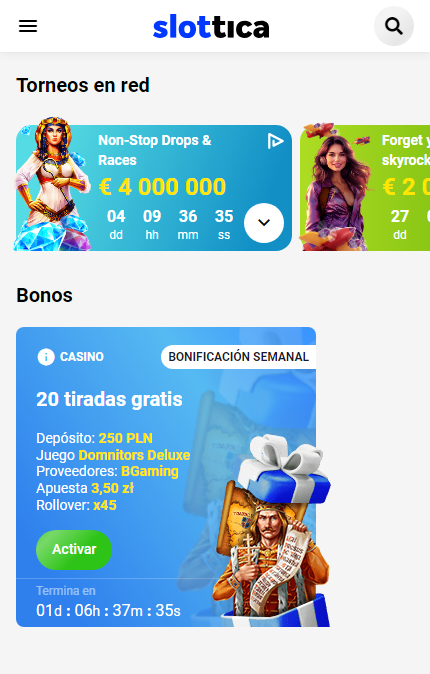 slottica
Torneos en red
Non-Stop Drops &
Races
€ 4 000 000
04 09 36 35
dd hh mm ss
Forget
skyrock
€ 2
27
dd
Bonos
CASINO
BONIFICACIÓN SEMANAL
20 tiradas gratis
Depósito: 250 PLN
Juego Domnitors Deluxe
Proveedores: BGaming
Apuesta 3,50 zł
Rollover: x45
Activar
Termina en
01d : 06h : 37m : 35s